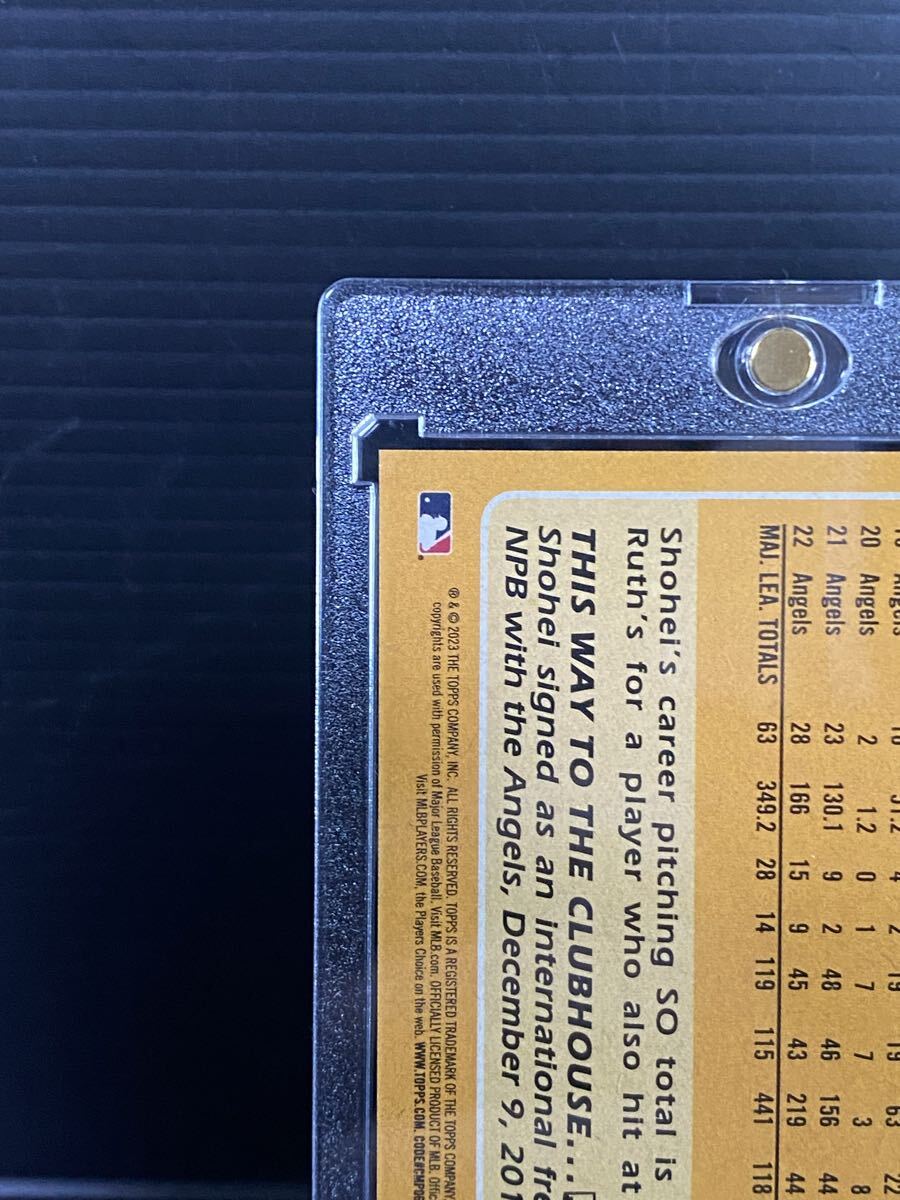 20 Angels 2 1.2 0 1 7 7 3 8
21 Angels 23 130.1 9 2 48 46 156 44
22 Angels 28 166 15 9 45 43 219 44
MAJ. LEA. TOTALS 63 349.2 28 14 119 115 441 118
Shohei's career pitching SO total is
Ruth's for a player who also hit at
THIS WAY TO THE CLUBHOUSE...
Shohei signed as an international
NPB with the Angels, December 9, 201
® & © 2023 THE TOPPS COMPANY, INC. ALL RIGHTS RESERVED. TOPPS IS A REGISTERED TRADEMARK OF THE TOPPS COMPANY
copyrights are used with permission of Major League Baseball. Visit MLB.com. OFFICIALLY LICENSED PRODUCT OF MLB.
Visit MLBPLAYERS.COM, the Players Choice on the web. WWW.TOPPS.COM.